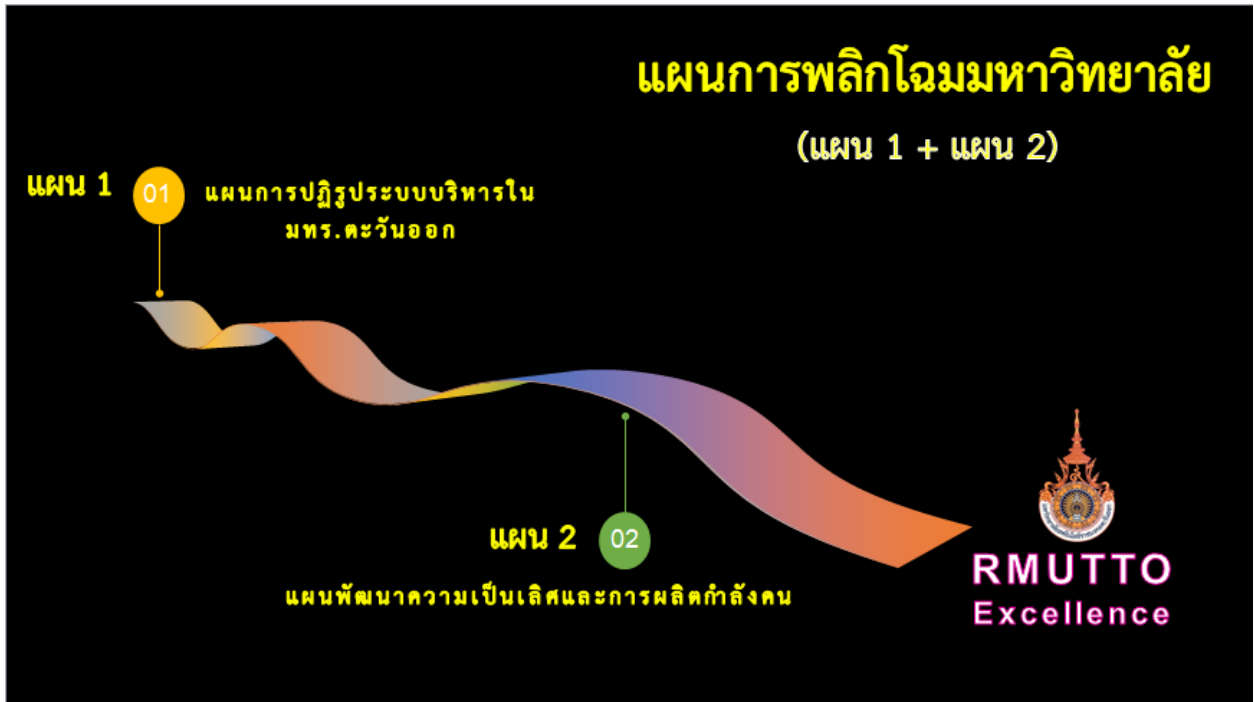 แผนการพลิกโฉมมหาวิทยาลัย
(แผน 1 + แผน 2)
แผน 1
01
แผนการปฏิรูประบบบริหารใน
มทร.ตะวันออก
แผน 2
02
แผนพัฒนาความเป็นเลิศและการผลิตกำลังคน
RMUTTO
Excellence